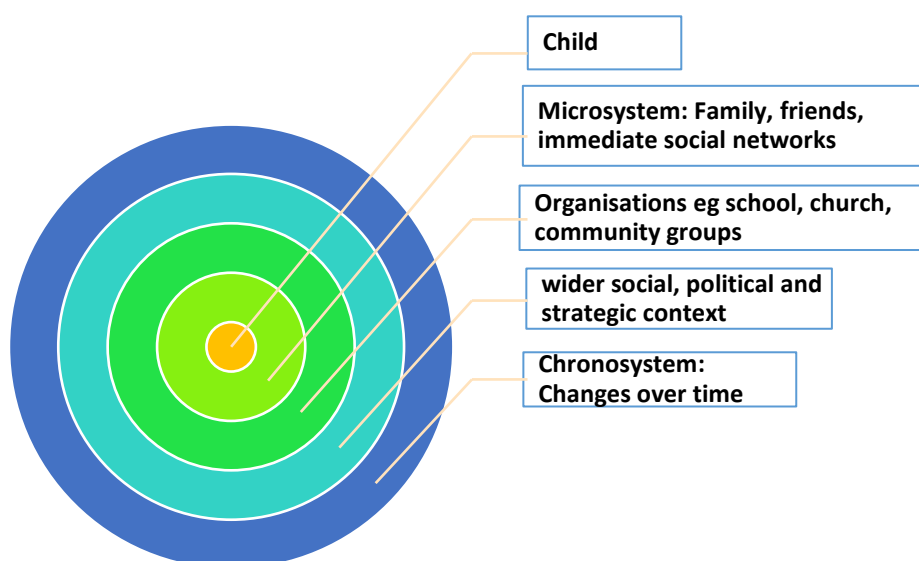 Child
Microsystem: Family, friends,
immediate social networks
Organisations eg school, church,
community groups
wider social, political and
strategic context
Chronosystem:
Changes over time